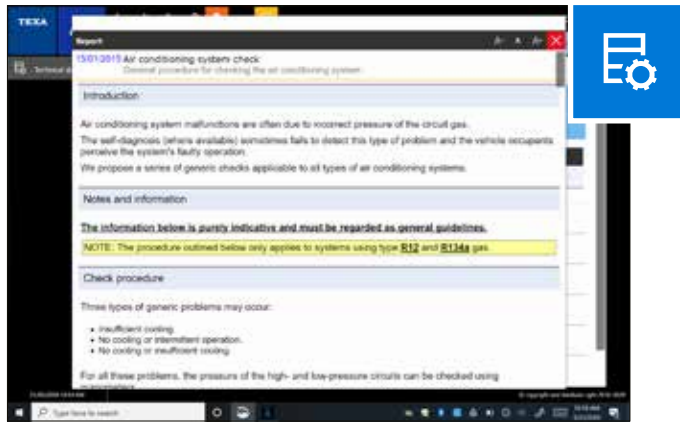 TEXA
Report
15/01/2015 Air conditioning system check
General procedure for checking the air conditioning system
Introduction
Air conditioning system malfunctions are often due to incorrect pressure of the circuit gas.
The self-diagnosis (where available) sometimes fails to detect this type of problem and the vehicle occupants
perceive the system's faulty operation.
We propose a series of generic checks applicable to all types of air conditioning systems.
Notes and information
The information below is purely indicative and must be regarded as general guidelines.
NOTE: The procedure outlined below only applies to systems using type R12 and R134a gas.
Check procedure
Three types of generic problems may occur:
• Insufficient cooling.
• No cooling or intermittent operation.
• No cooling or insufficient cooling.
For all these problems, the pressure of the high- and low-pressure circuits can be checked using
Type here to search